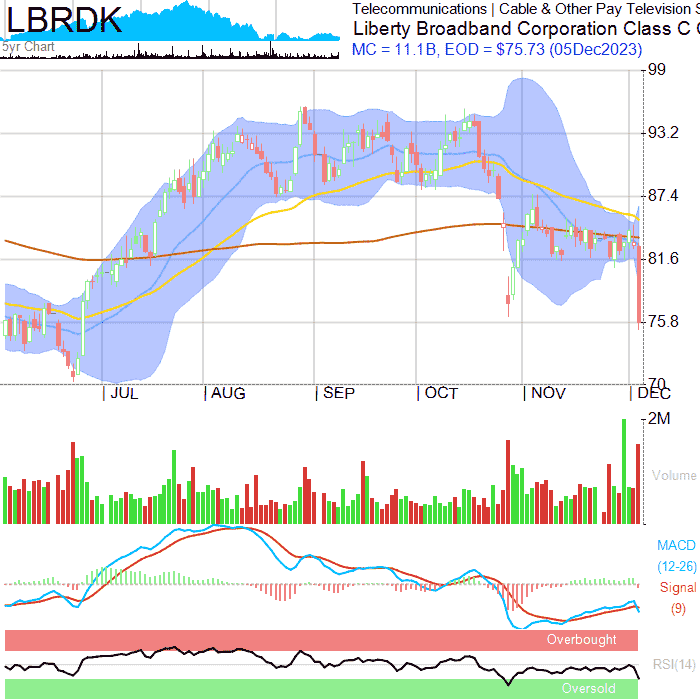 LBRDK
5yr Chart
Telecommunications | Cable & Other Pay Television S
Liberty Broadband Corporation Class C C
MC = 11.1B, EOD = $75.73 (05Dec2023)
99
93.2
87.4
81.6
75.8
70
JUL AUG SEP OCT NOV DEC
2M
Volume
MACD
(12-26)
Signal
(9)
Overbought
RSI(14)
Oversold